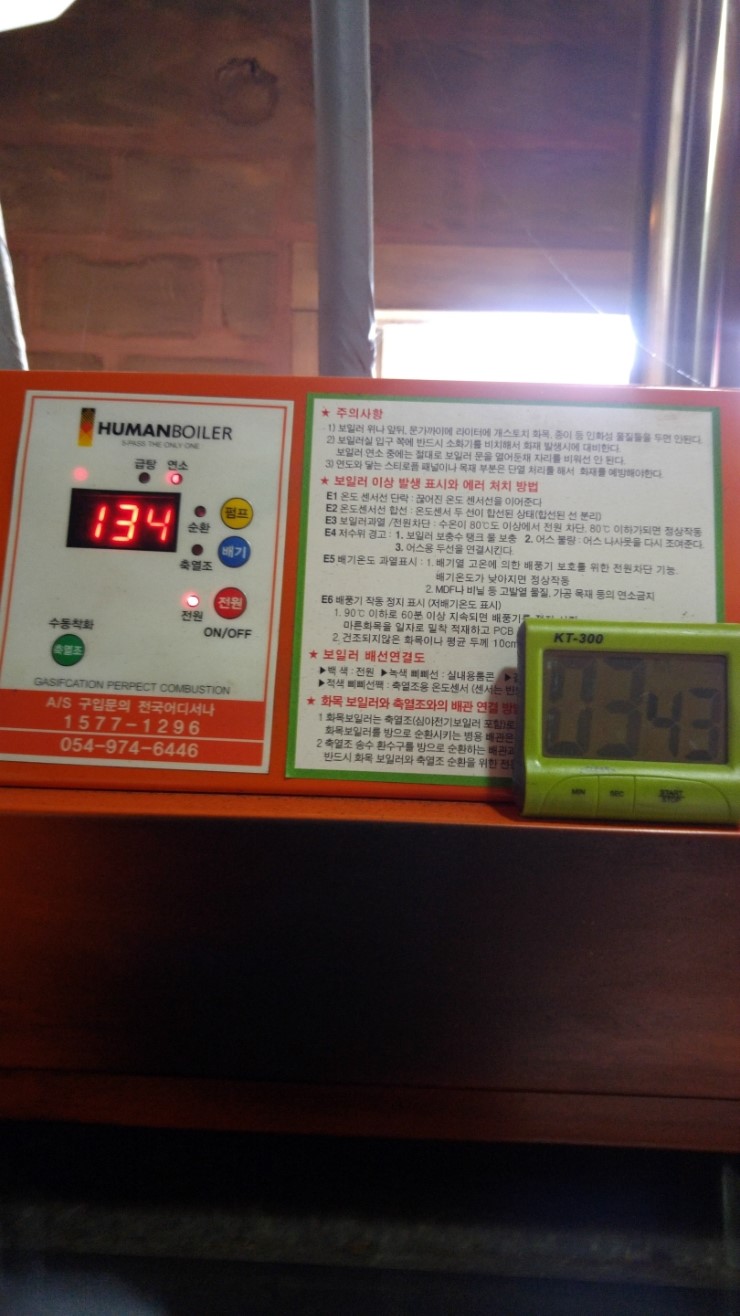 HUMANBOILER
3-PASS THE ONLY ONE
급탕 연소
134
순환
펌프
축열조
배기
전원
전원
ON/OFF
수동착화
축열조
GASIFICATION PERPECT COMBUSTION
A/S 구입문의 전국어디서나
1577-1296
054-974-6446
★ 주의사항
1) 보일러 위나 앞뒤, 문가까이에 라이터에 개스토치 화목, 종이 등 인화성 물질들을 두면 안된다.
2) 보일러실 입구 쪽에 반드시 소화기를 비치해서 화재 발생시에 대비한다.
보일러 연소 중에는 절대로 보일러 문을 열어둔채 자리를 비워선 안 된다.
3) 연도와 닿는 스티로폼 패널이나 목재 부분은 단열 처리를 해서 화재를 예방해야한다.
★ 보일러 이상 발생 표시와 에러 처치 방법
E1 온도 센서선 단락 : 끊어진 온도 센서선을 이어준다
E2 온도센서선 합선 : 온도센서 두 선이 합선된 상태(합선된 선 분리)
E3 보일러과열 /전원차단 : 수온이 80℃도 이상에서 전원 차단. 80℃ 이하가되면 정상작동
E4 저수위 경고 : 1. 보일러 보충수 탱크 물 보충 2. 어스 불량 : 어스 나사못을 다시 조여준다.
3. 어스용 두선을 연결시킨다.
E5 배기온도 과열표시 : 1. 배기열 고온에 의한 배풍기 보호를 위한 전원차단 기능.
배기온도가 낮아지면 정상작동
2. MDF나 비닐 등 고발열 물질, 가공 목재 등의 연소금지
E6 배풍기 작동 정지 표시 (저배기온도 표시)
1. 90℃ 이하로 60분 이상 지속되면 배풍기를
마른화목을 일자로 밀착 적재하고 PCB
2. 건조되지않은 화목이나 평균 두께 10cm
★ 보일러 배선연결도
▶백 색 : 전원 ▶녹색 삐삐선 : 실내용룸콘 ▶
▶적색 삐삐선팩 : 축열조용 온도센서 (센서는
★ 화목 보일러와 축열조와의 배관 연결 방
1 화목보일러는 축열조(심야전기보일러 포함)로
화목보일러를 방으로 순환시키는 병용 배관은
2 축열조 송수 환수구를 방으로 순환하는 배관과
반드시 화목 보일러와 축열조 순환을 위한 전
KT-300
03 43
MIN
SEC
START
STOP